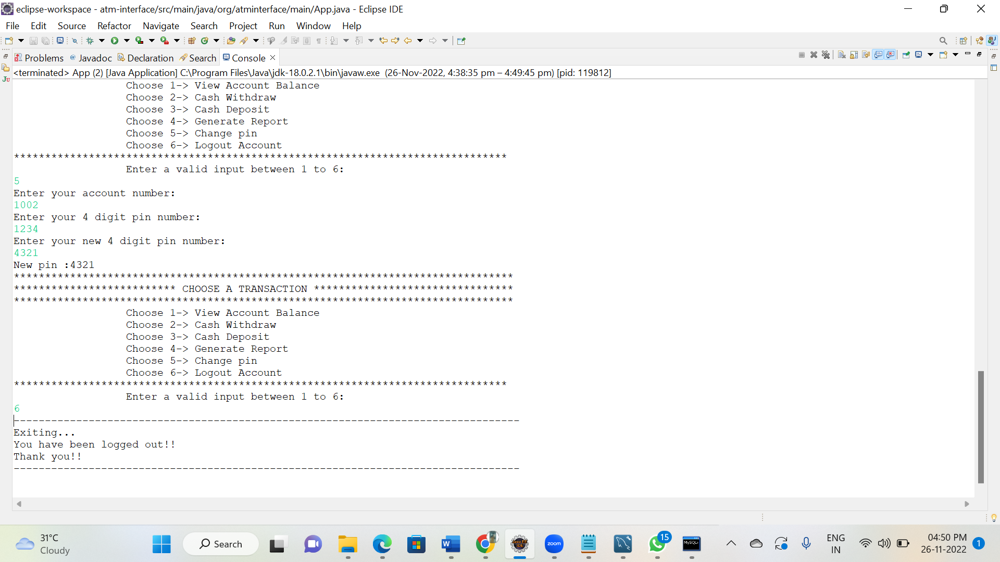 eclipse-workspace - atm-interface/src/main/java/org/atminterface/main/App.java - Eclipse IDE
File Edit Source Refactor Navigate Search Project Run Window Help
Problems @ Javadoc Declaration Search Console
<terminated> App (2) [Java Application] C:\Program Files\Java\jdk-18.0.2.1\bin\javaw.exe (26-Nov-2022, 4:38:35 pm – 4:49:45 pm) [pid: 119812]
Choose 1-> View Account Balance
Choose 2-> Cash Withdraw
Choose 3-> Cash Deposit
Choose 4-> Generate Report
Choose 5-> Change pin
Choose 6-> Logout Account
*******************************************************************************
Enter a valid input between 1 to 6:
5
Enter your account number:
1002
Enter your 4 digit pin number:
1234
Enter your new 4 digit pin number:
4321
New pin :4321
********************************************************************************
************************** CHOOSE A TRANSACTION ********************************
********************************************************************************
Choose 1-> View Account Balance
Choose 2-> Cash Withdraw
Choose 3-> Cash Deposit
Choose 4-> Generate Report
Choose 5-> Change pin
Choose 6-> Logout Account
*******************************************************************************
Enter a valid input between 1 to 6:
6
---------------------------------------------------------------------------------
Exiting...
You have been logged out!!
Thank you!!
---------------------------------------------------------------------------------
31°C
Cloudy
Search
zoom
15
MySQL
ENG
IN
04:50 PM
26-11-2022
1